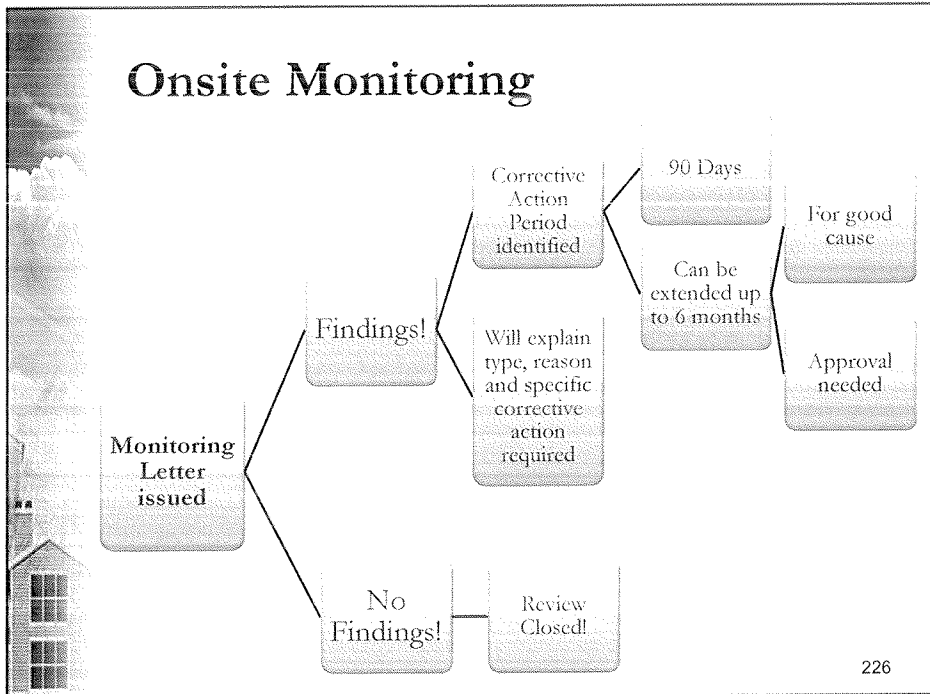 Onsite Monitoring
Monitoring
Letter
issued
Findings!
Corrective
Action
Period
identified
90 Days
Can be
extended up
to 6 months
For good
cause
Approval
needed
Will explain
type, reason
and specific
corrective
action
required
No
Findings!
Review
Closed!
226